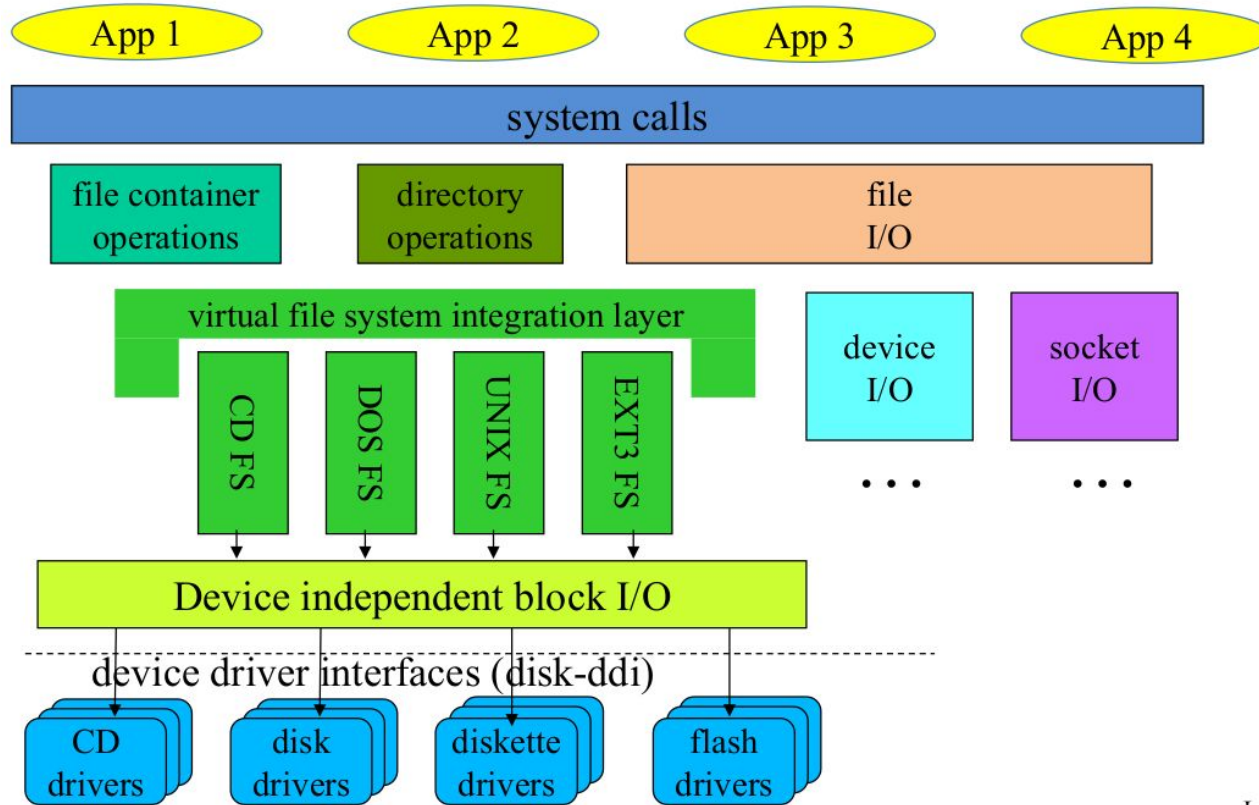 App 1
App 2
App 3
App 4
system calls
file container
operations
directory
operations
file
I/O
virtual file system integration layer
device
I/O
socket
I/O
CD FS
DOS FS
UNIX FS
EXT3 FS
...
...
Device independent block I/O
device driver interfaces (disk-ddi)
CD
drivers
disk
drivers
diskette
drivers
flash
drivers